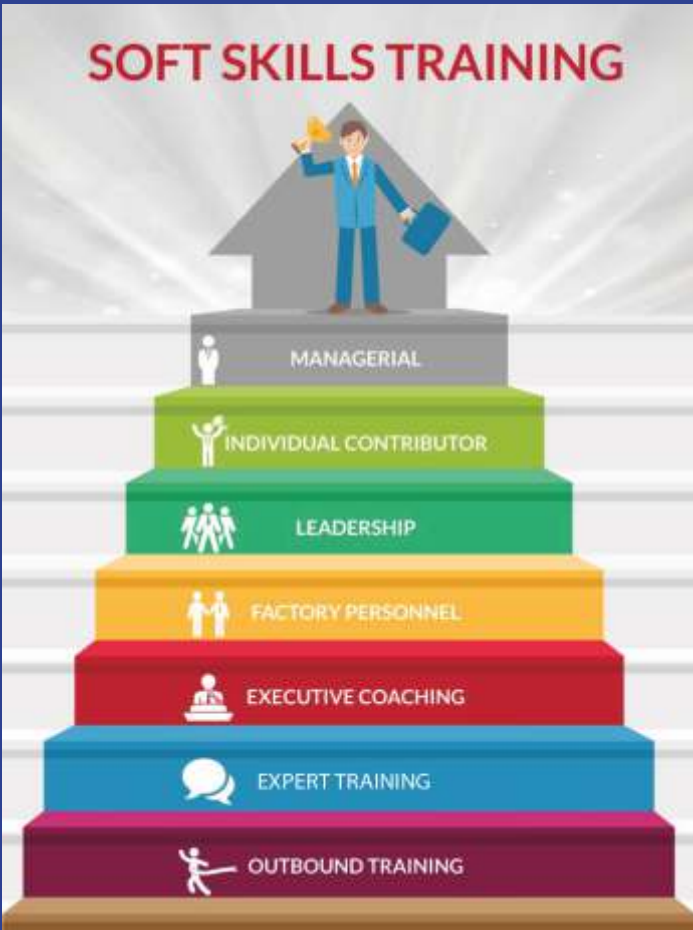 SOFT SKILLS TRAINING
MANAGERIAL
INDIVIDUAL CONTRIBUTOR
LEADERSHIP
FACTORY PERSONNEL
EXECUTIVE COACHING
EXPERT TRAINING
OUTBOUND TRAINING